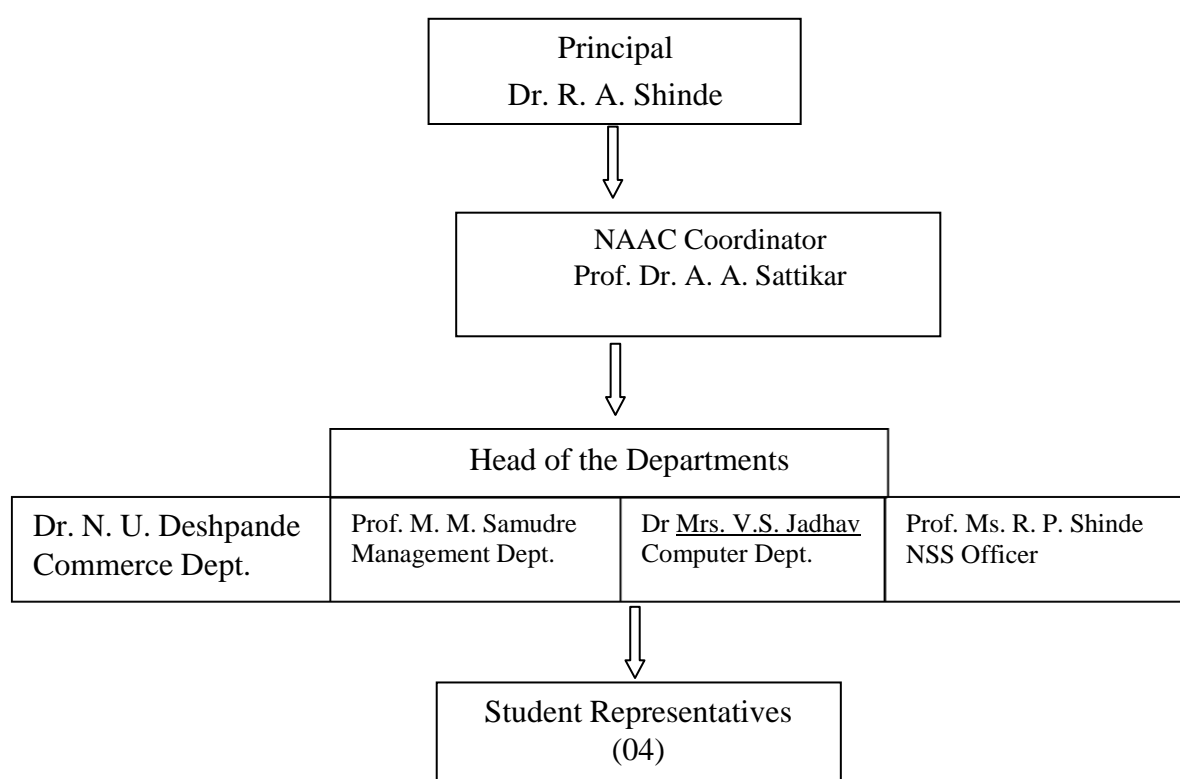 Principal
Dr. R. A. Shinde
NAAC Coordinator
Prof. Dr. A. A. Sattikar
Head of the Departments
Dr. N. U. Deshpande
Commerce Dept.
Prof. M. M. Samudre
Management Dept.
Dr Mrs. V.S. Jadhav
Computer Dept.
Prof. Ms. R. P. Shinde
NSS Officer
Student Representatives
(04)